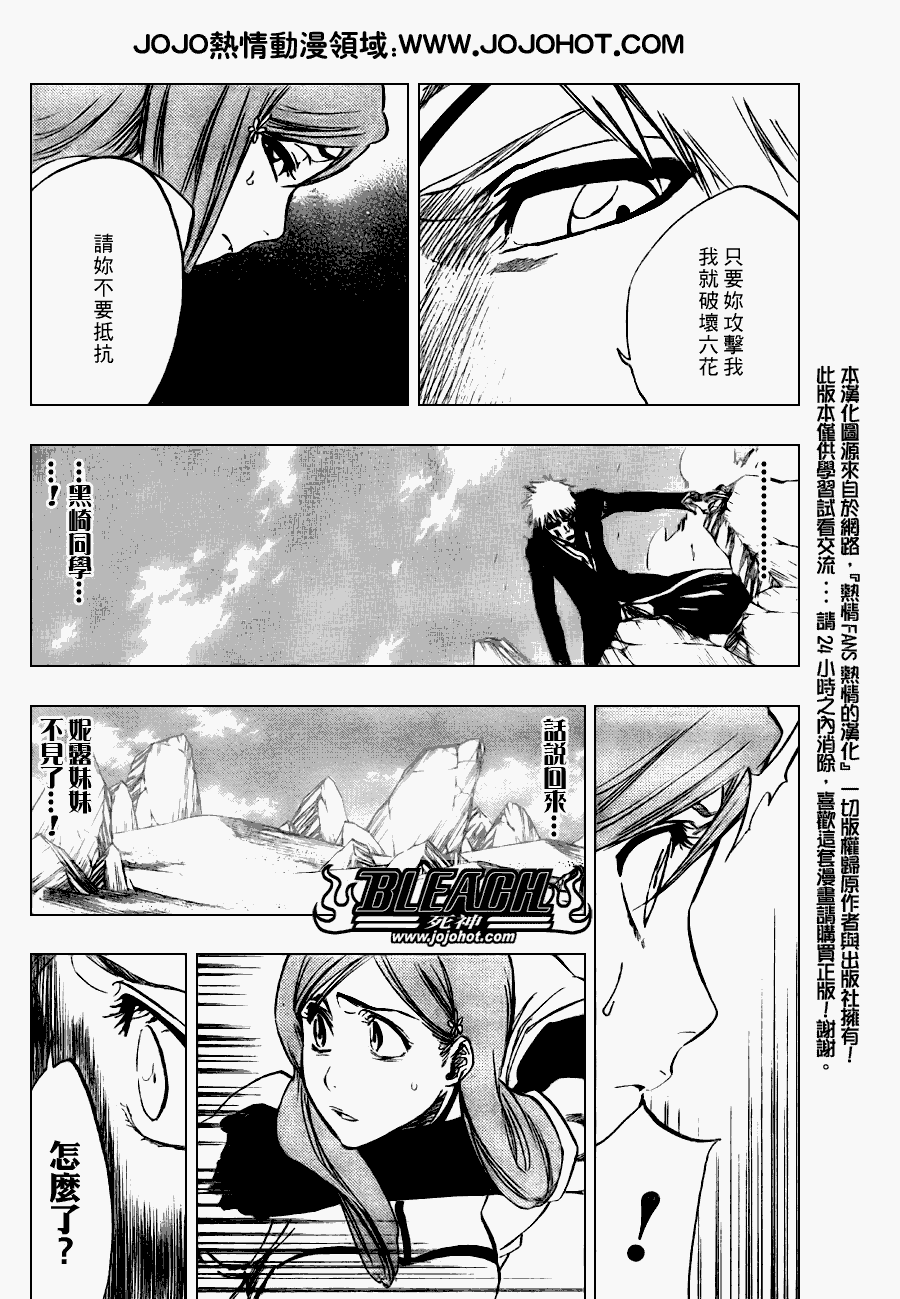 JOJO熱情動漫領域:WWW.JOJOHOT.COM
只要妳攻擊我
我就破壞六花
請妳不要抵抗
………
…黑崎同學…
…！
話説回來…
妮露妹妹
不見了…！
！
怎麼了？
BLEACH
死神
www.jojohot.com
本漢化圖源來自於網路，『熱情FANS熱情的漢化』一切版權歸原作者與出版社擁有！
此版本僅供學習試看交流…請24小時之內消除，喜歡這套漫畫請購買正版！謝謝。